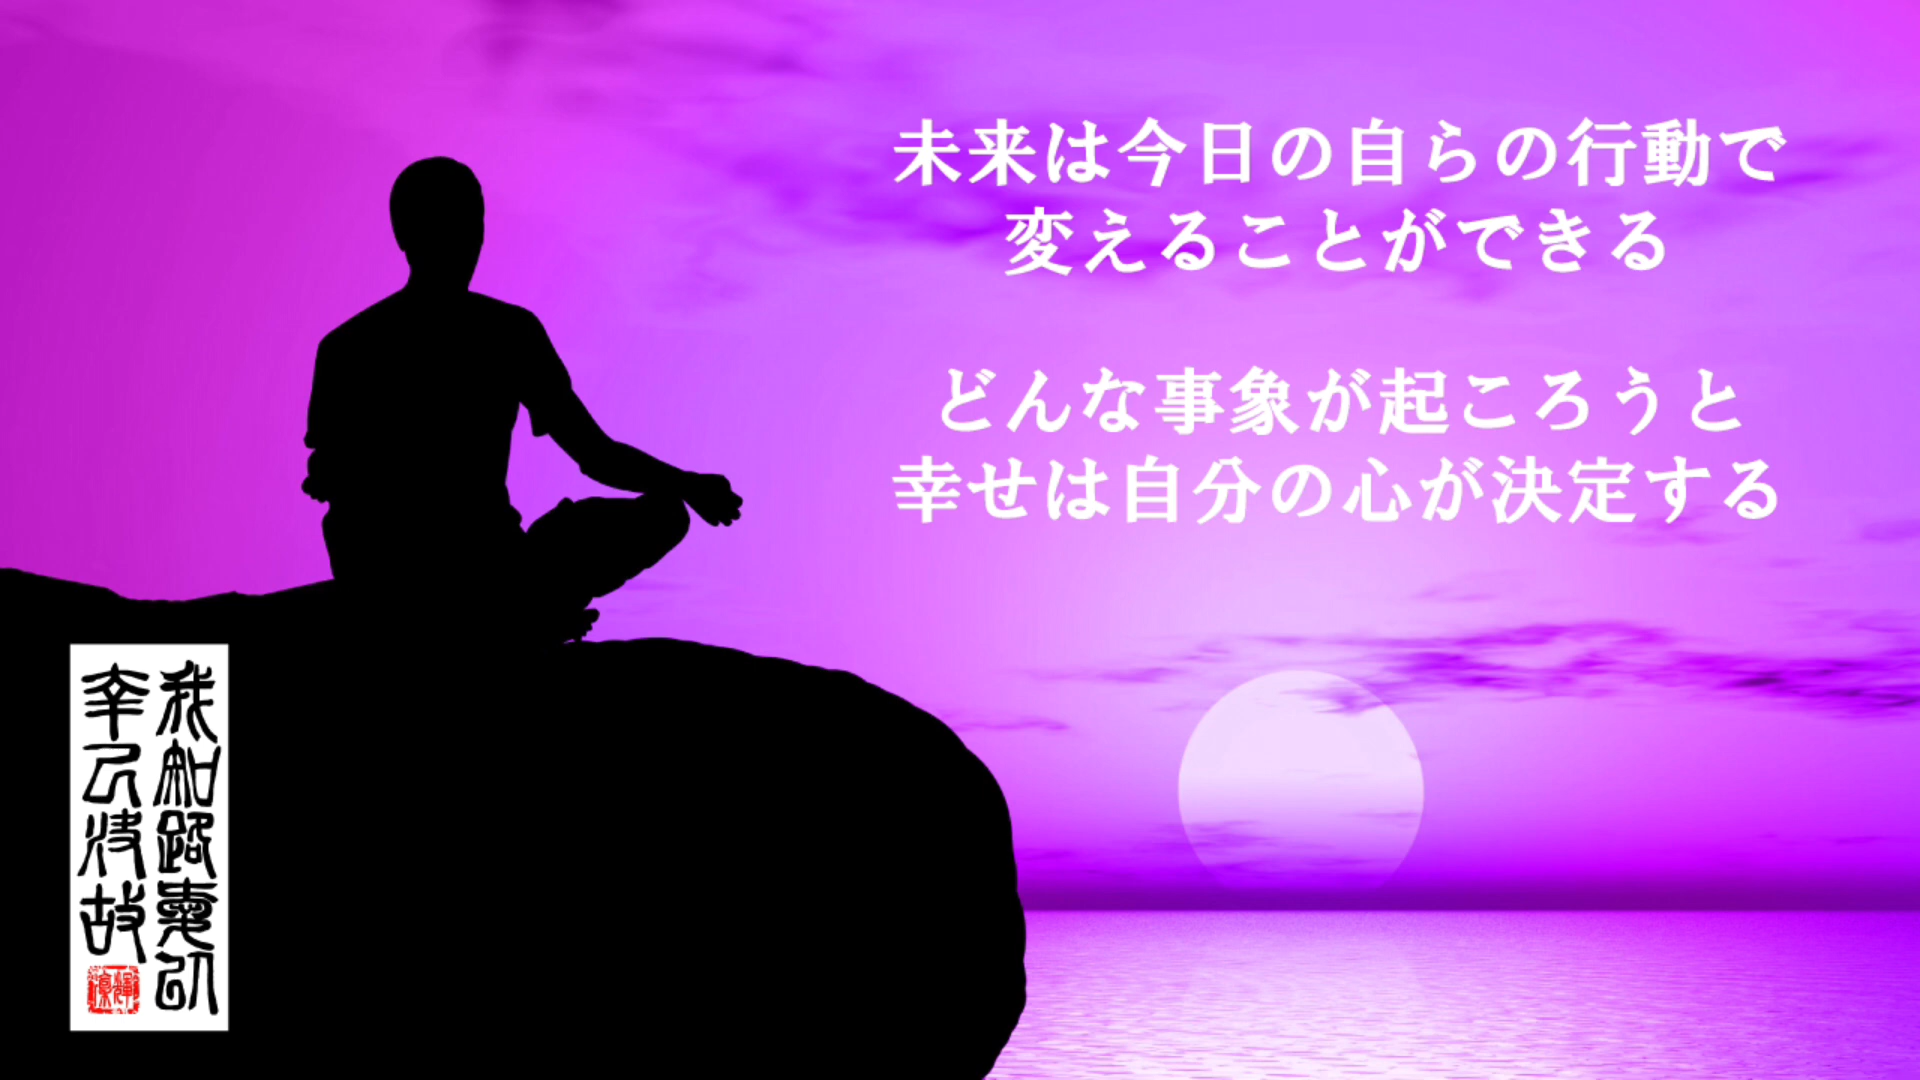 未来は今日の自らの行動で
変えることができる
どんな事象が起ころうと
幸せは自分の心が決定する